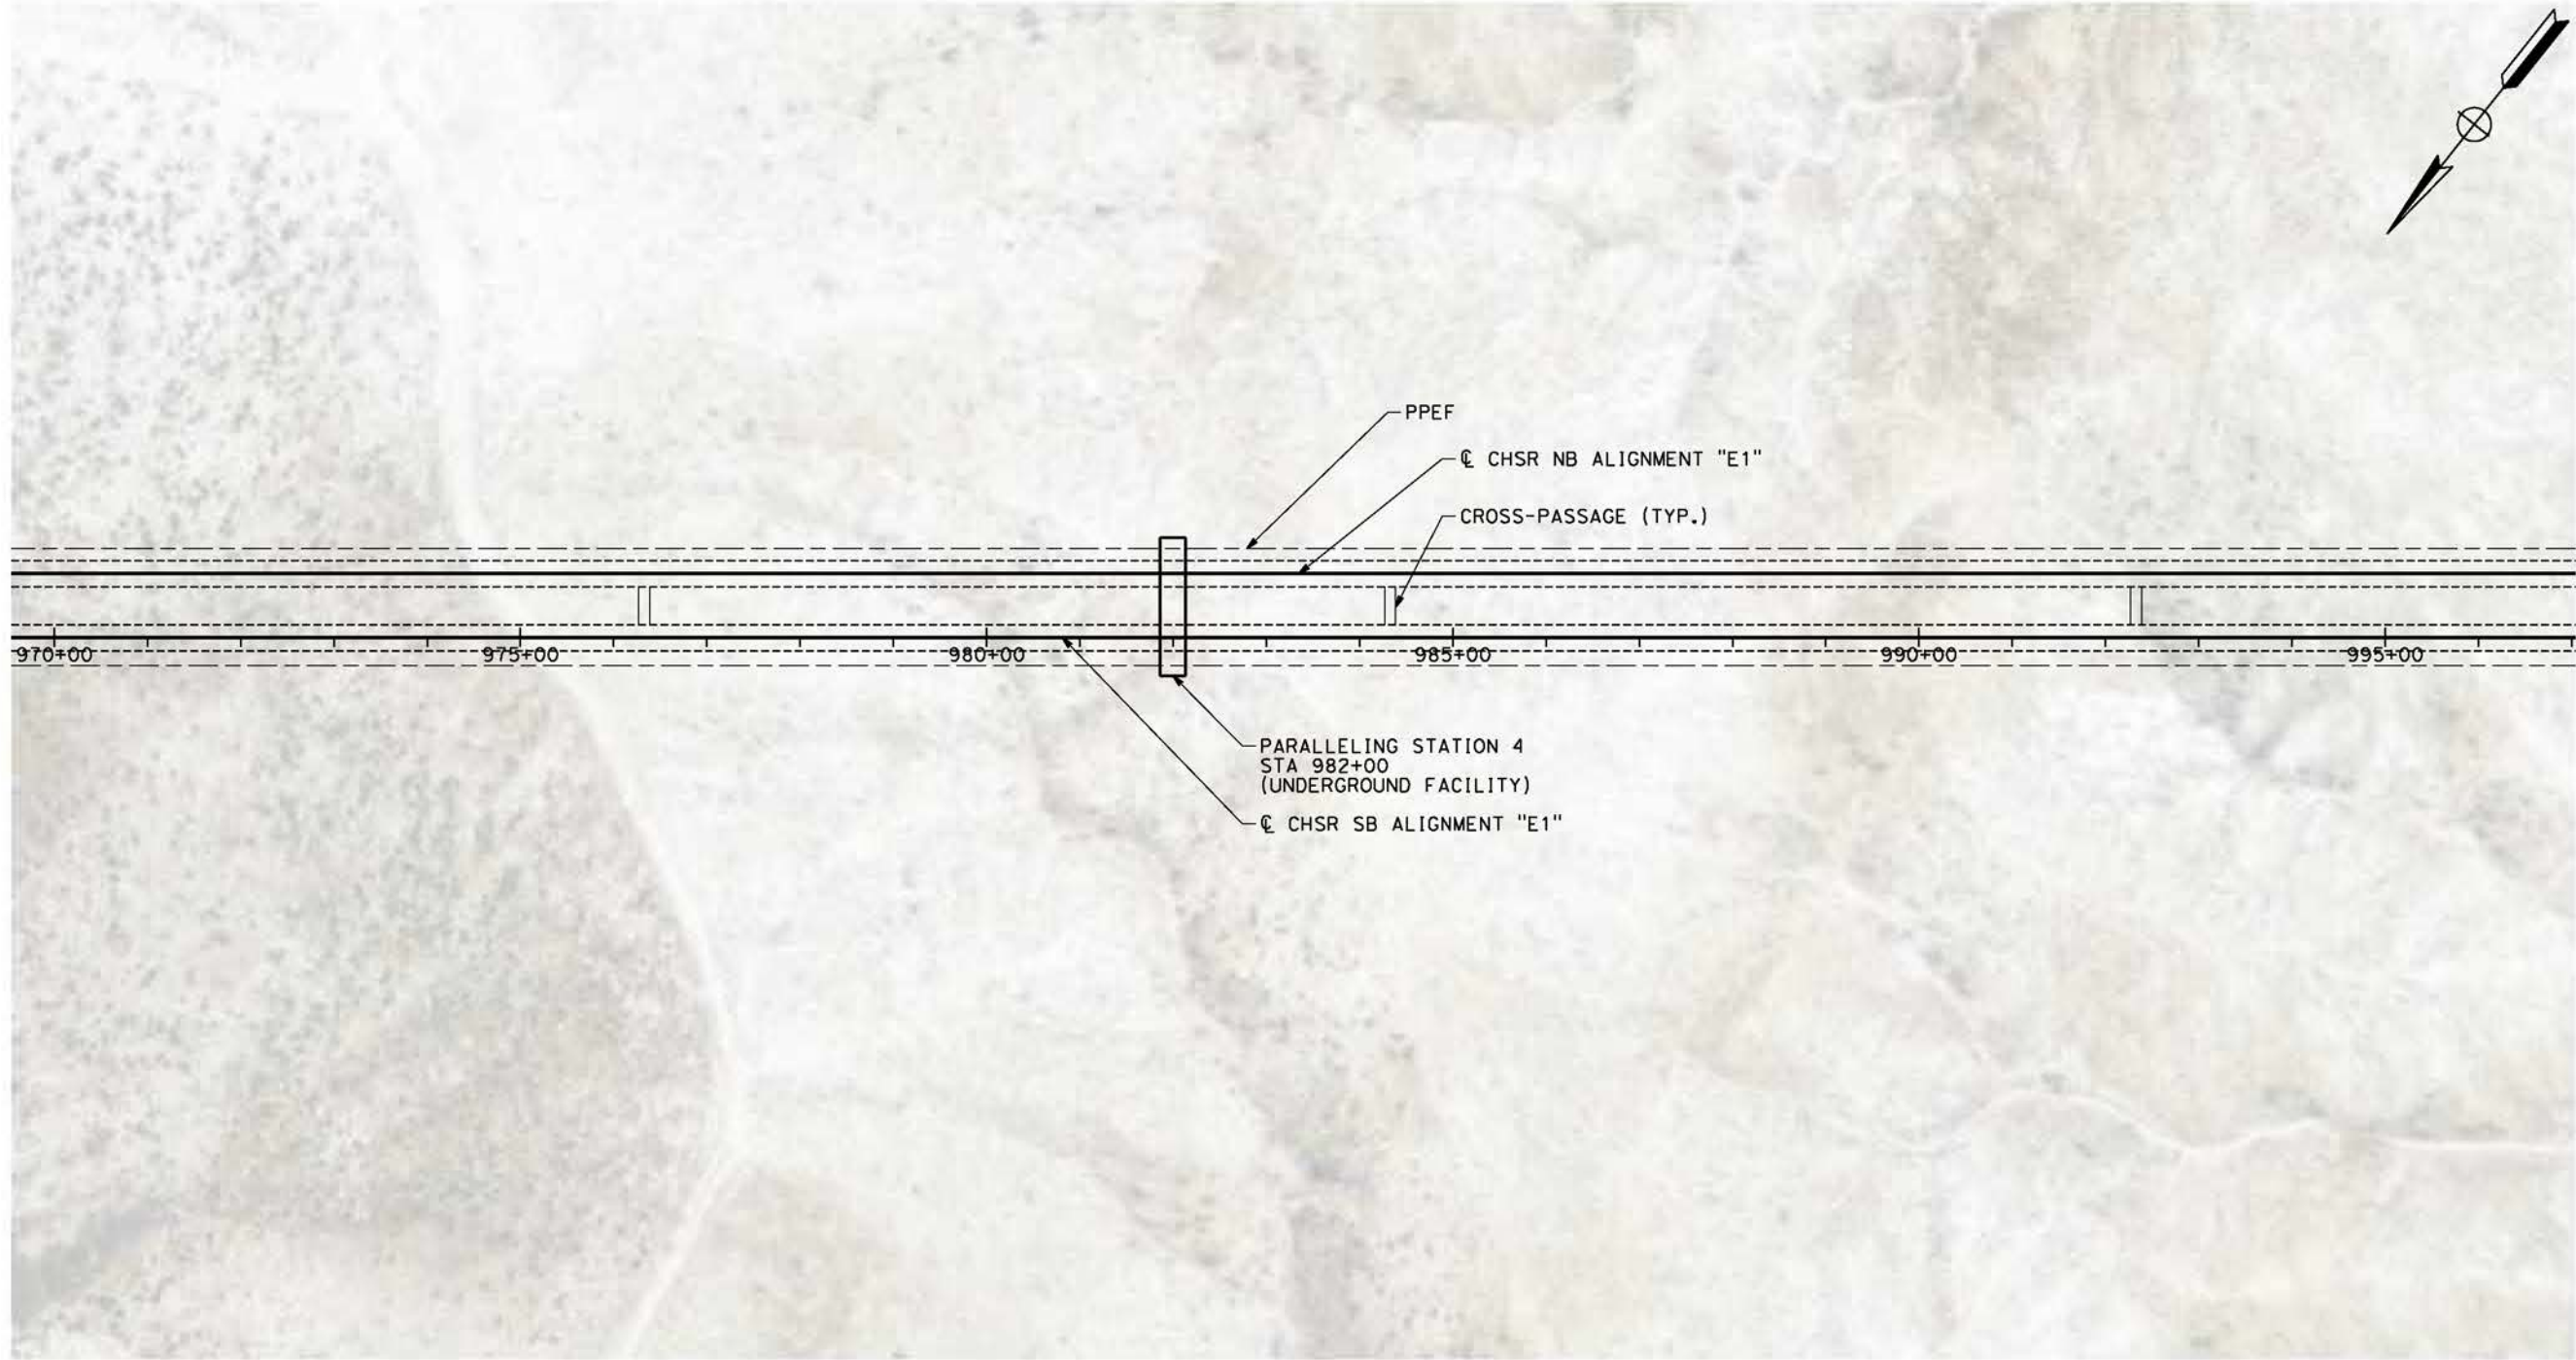 PPEF
℄ CHSR NB ALIGNMENT "E1"
CROSS-PASSAGE (TYP.)
970+00
975+00
980+00
985+00
990+00
995+00
PARALLELING STATION 4
STA 982+00
(UNDERGROUND FACILITY)
℄ CHSR SB ALIGNMENT "E1"